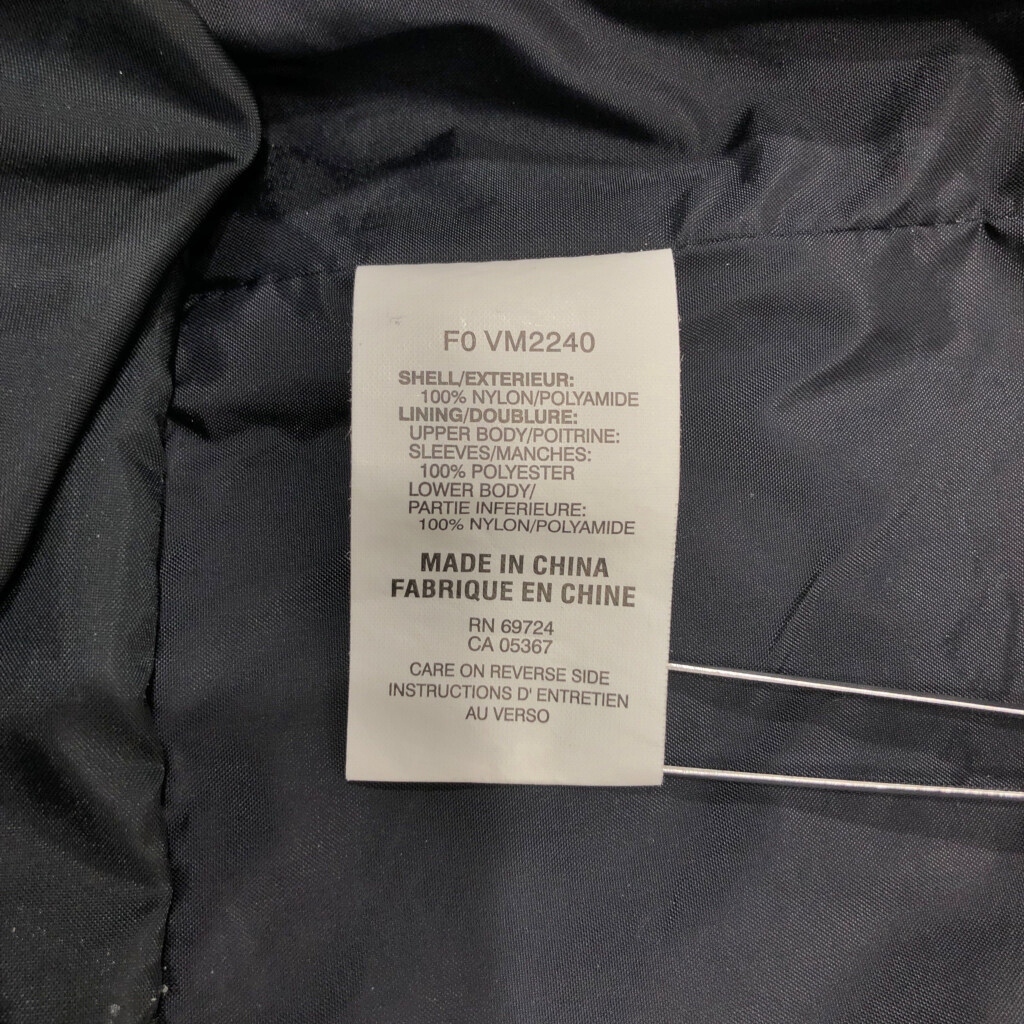 F0 VM2240
SHELL/EXTERIEUR:
100% NYLON/POLYAMIDE
LINING/DOUBLURE:
UPPER BODY/POITRINE:
SLEEVES/MANCHES:
100% POLYESTER
LOWER BODY/
PARTIE INFERIEURE:
100% NYLON/POLYAMIDE
MADE IN CHINA
FABRIQUE EN CHINE
RN 69724
CA 05367
CARE ON REVERSE SIDE
INSTRUCTIONS D' ENTRETIEN
AU VERSO